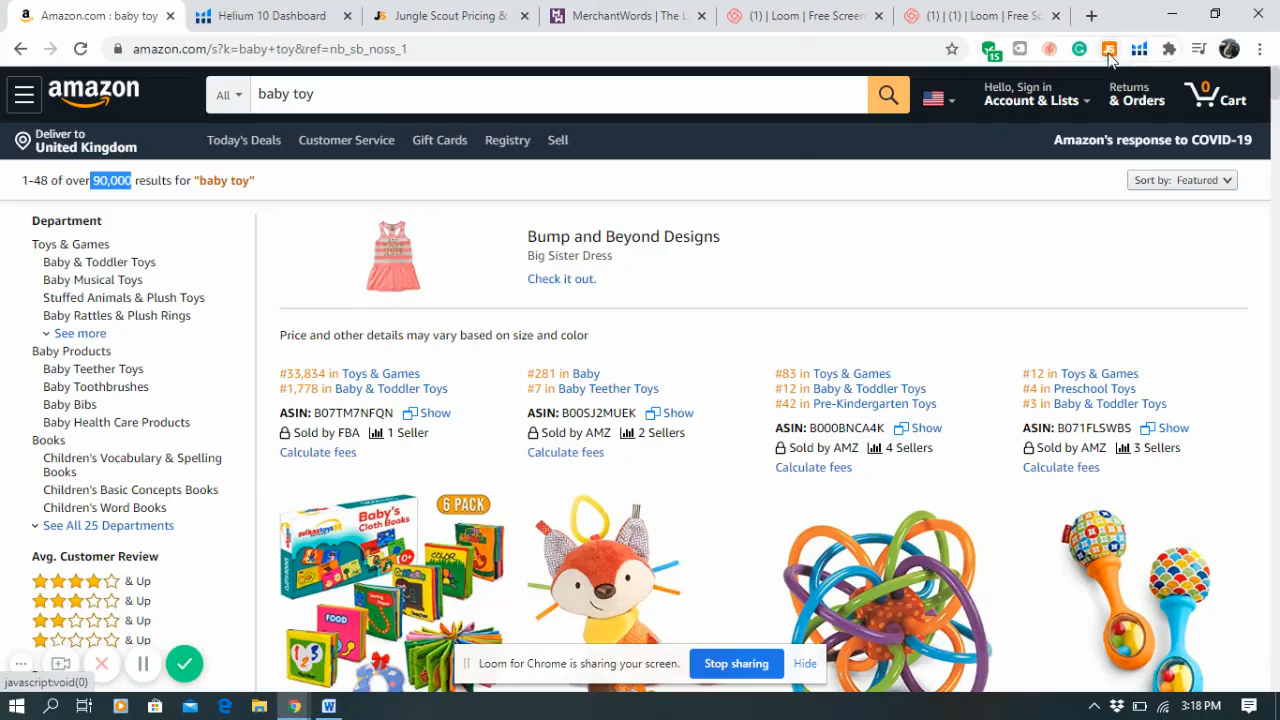 Amazon.com : baby toy
Helium 10 Dashboard
Jungle Scout Pricing &
MerchantWords | The L
(1) | Loom | Free Screen
(1) | (1) | Loom | Free Sc
amazon.com/s?k=baby+toy&ref=nb_sb_noss_1
15
JS
amazon
All
baby toy
Hello, Sign in
Account & Lists
Returns
& Orders
0
Cart
Deliver to
United Kingdom
Today's Deals
Customer Service
Gift Cards
Registry
Sell
Amazon's response to COVID-19
1-48 of over 90,000 results for "baby toy"
Sort by: Featured
Department
Toys & Games
Baby & Toddler Toys
Baby Musical Toys
Stuffed Animals & Plush Toys
Baby Rattles & Plush Rings
See more
Baby Products
Baby Teether Toys
Baby Toothbrushes
Baby Bibs
Baby Health Care Products
Books
Children's Vocabulary & Spelling
Books
Children's Basic Concepts Books
Children's Word Books
See All 25 Departments
Avg. Customer Review
& Up
& Up
& Up
& Up
Bump and Beyond Designs
Big Sister Dress
Check it out.
Price and other details may vary based on size and color
#33,834 in Toys & Games
#1,778 in Baby & Toddler Toys
ASIN: B07TM7NFQN Show
Sold by FBA 1 Seller
Calculate fees
#281 in Baby
#7 in Baby Teether Toys
ASIN: B00SJ2MUEK Show
Sold by AMZ 2 Sellers
Calculate fees
#83 in Toys & Games
#12 in Baby & Toddler Toys
#42 in Pre-Kindergarten Toys
ASIN: B000BNCA4K Show
Sold by AMZ 4 Sellers
Calculate fees
#12 in Toys & Games
#4 in Preschool Toys
#3 in Baby & Toddler Toys
ASIN: B071FLSWBS Show
Sold by AMZ 3 Sellers
Calculate fees
6 PACK
Baby's
Cloth Books
FOOD
COLOR
123
Loom for Chrome is sharing your screen.
Stop sharing
Hide
javascript:void(0)
3:18 PM